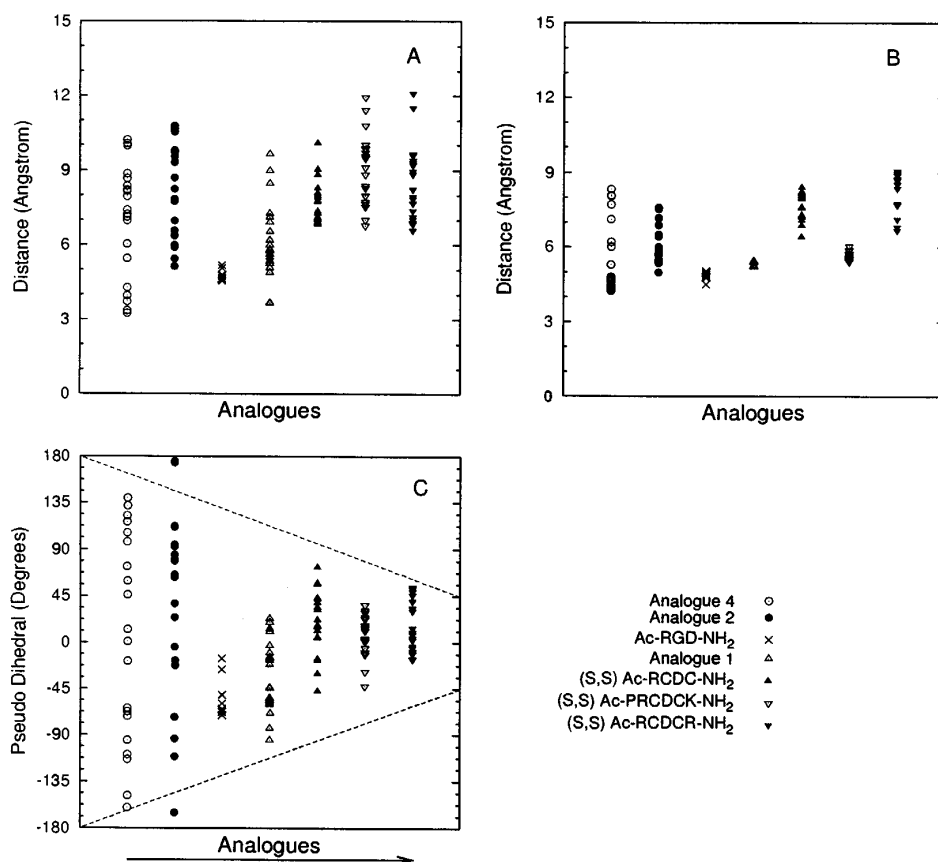 15
12
9
6
3
0
Distance (Angstrom)
A
Analogues
15
12
9
6
3
0
Distance (Angstrom)
B
Analogues
180
135
90
45
0
-45
-90
-135
-180
Pseudo Dihedral (Degrees)
C
Analogues
Analogue 4
Analogue 2
Ac-RGD-NH2
Analogue 1
(S,S) Ac-RCDC-NH2
(S,S) Ac-PRCDCK-NH2
(S,S) Ac-RCDCR-NH2